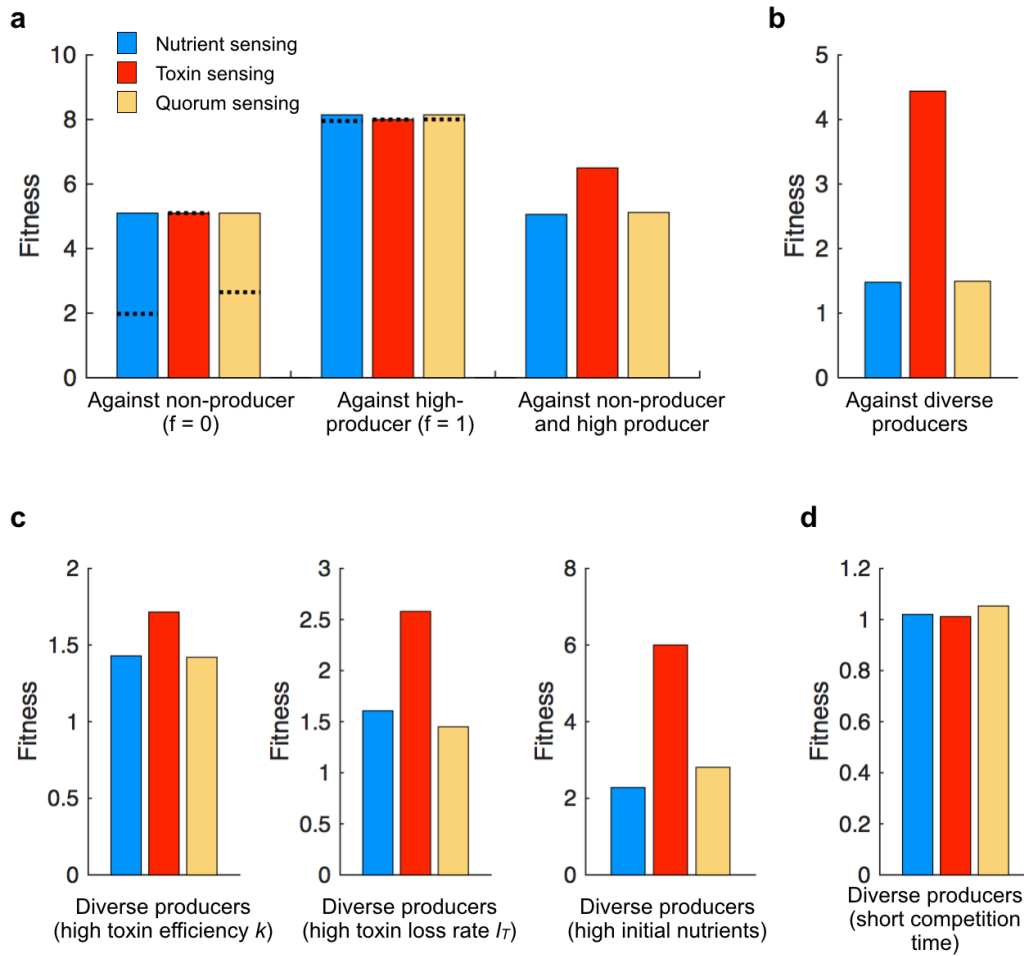 a
Nutrient sensing
Toxin sensing
Quorum sensing
10
8
6
4
2
0
Fitness
Against non-producer
(f = 0)
Against high-
producer (f = 1)
Against non-producer
and high producer
b
5
4
3
2
1
0
Fitness
Against diverse
producers
c
2
1.5
1
0.5
0
Fitness
Diverse producers
(high toxin efficiency k)
3
2.5
2
1.5
1
0.5
0
Fitness
Diverse producers
(high toxin loss rate lT)
8
6
4
2
0
Fitness
Diverse producers
(high initial nutrients)
d
1.2
1
0.8
0.6
0.4
0.2
0
Fitness
Diverse producers
(short competition
time)